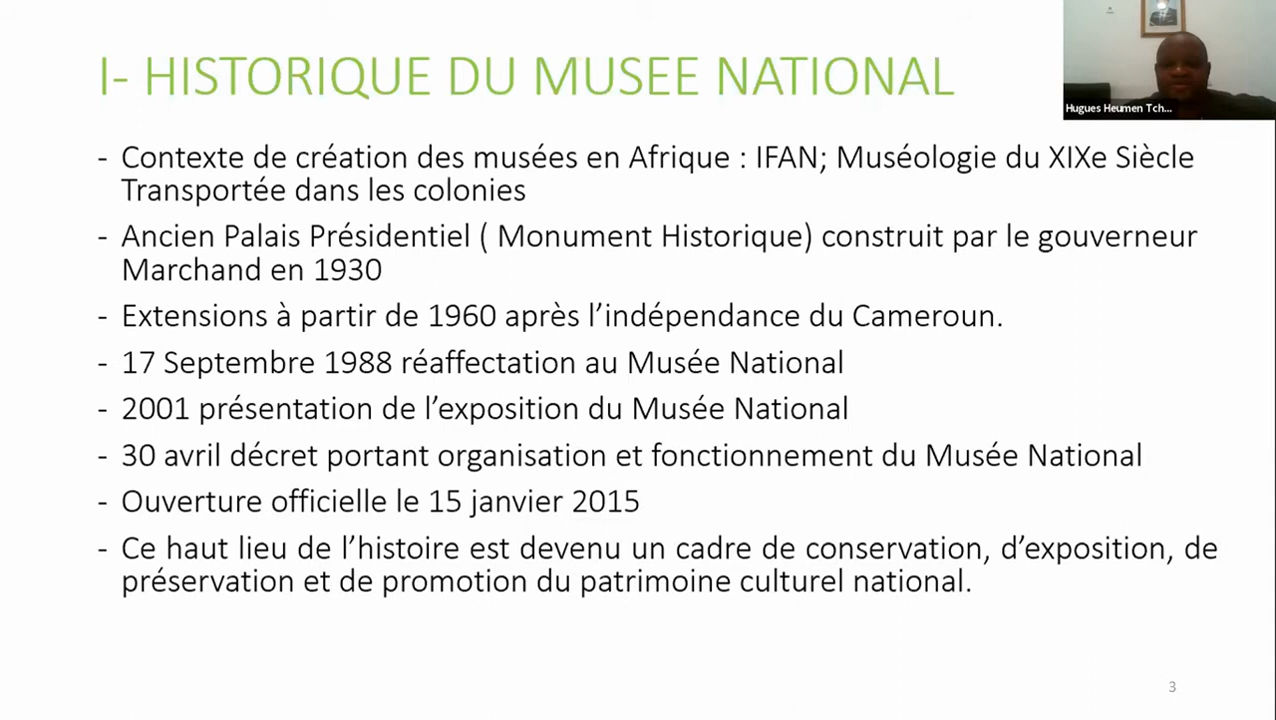 I- HISTORIQUE DU MUSEE NATIONAL
Hugues Heumen Tch...
- Contexte de création des musées en Afrique : IFAN; Muséologie du XIXe Siècle
Transportée dans les colonies
- Ancien Palais Présidentiel ( Monument Historique) construit par le gouverneur
Marchand en 1930
- Extensions à partir de 1960 après l’indépendance du Cameroun.
- 17 Septembre 1988 réaffectation au Musée National
- 2001 présentation de l’exposition du Musée National
- 30 avril décret portant organisation et fonctionnement du Musée National
- Ouverture officielle le 15 janvier 2015
- Ce haut lieu de l’histoire est devenu un cadre de conservation, d’exposition, de
préservation et de promotion du patrimoine culturel national.
3